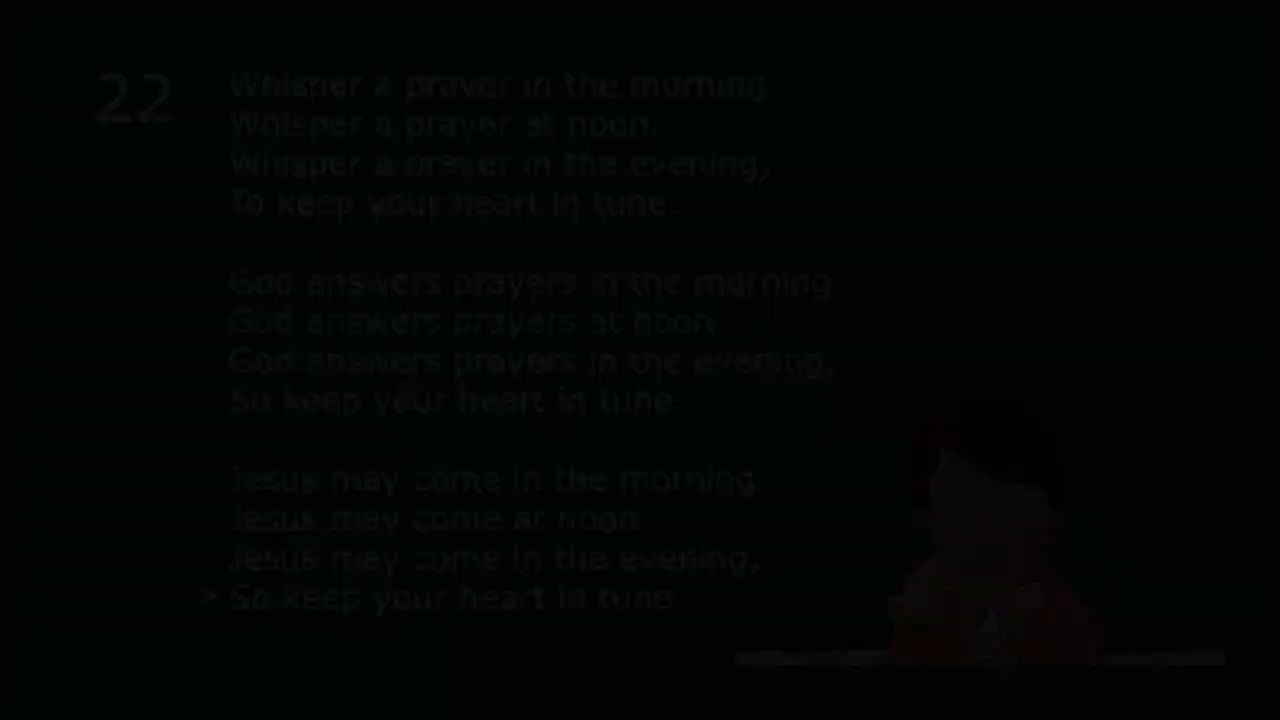 22
Whisper a prayer in the morning
Whisper a prayer at noon.
Whisper a prayer in the evening,
To keep your heart in tune.
God answers prayers in the morning
God answers prayers at noon
God answers prayers in the evening,
So keep your heart in tune.
Jesus may come in the morning
Jesus may come at noon
Jesus may come in the evening,
> So keep your heart in tune